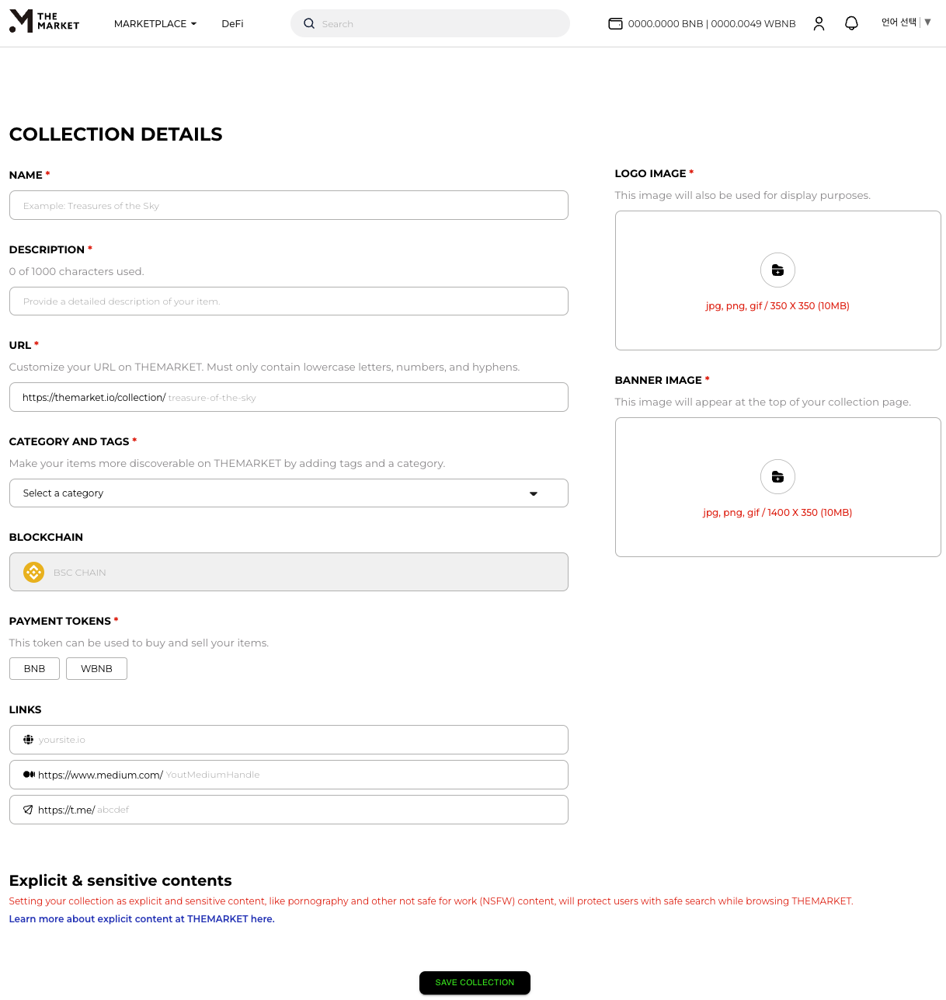 THE MARKET
MARKETPLACE
DeFi
Search
0000.0000 BNB | 0000.0049 WBNB
언어 선택 | ▼
COLLECTION DETAILS
NAME *
Example: Treasures of the Sky
DESCRIPTION *
0 of 1000 characters used.
Provide a detailed description of your item.
URL *
Customize your URL on THEMARKET. Must only contain lowercase letters, numbers, and hyphens.
https://themarket.io/collection/ treasure-of-the-sky
CATEGORY AND TAGS *
Make your items more discoverable on THEMARKET by adding tags and a category.
Select a category
BLOCKCHAIN
BSC CHAIN
PAYMENT TOKENS *
This token can be used to buy and sell your items.
BNB WBNB
LINKS
yoursite.io
https://www.medium.com/ YoutMediumHandle
https://t.me/ abcdef
LOGO IMAGE *
This image will also be used for display purposes.
jpg, png, gif / 350 X 350 (10MB)
BANNER IMAGE *
This image will appear at the top of your collection page.
jpg, png, gif / 1400 X 350 (10MB)
Explicit & sensitive contents
Setting your collection as explicit and sensitive content, like pornography and other not safe for work (NSFW) content, will protect users with safe search while browsing THEMARKET.
Learn more about explicit content at THEMARKET here.
SAVE COLLECTION